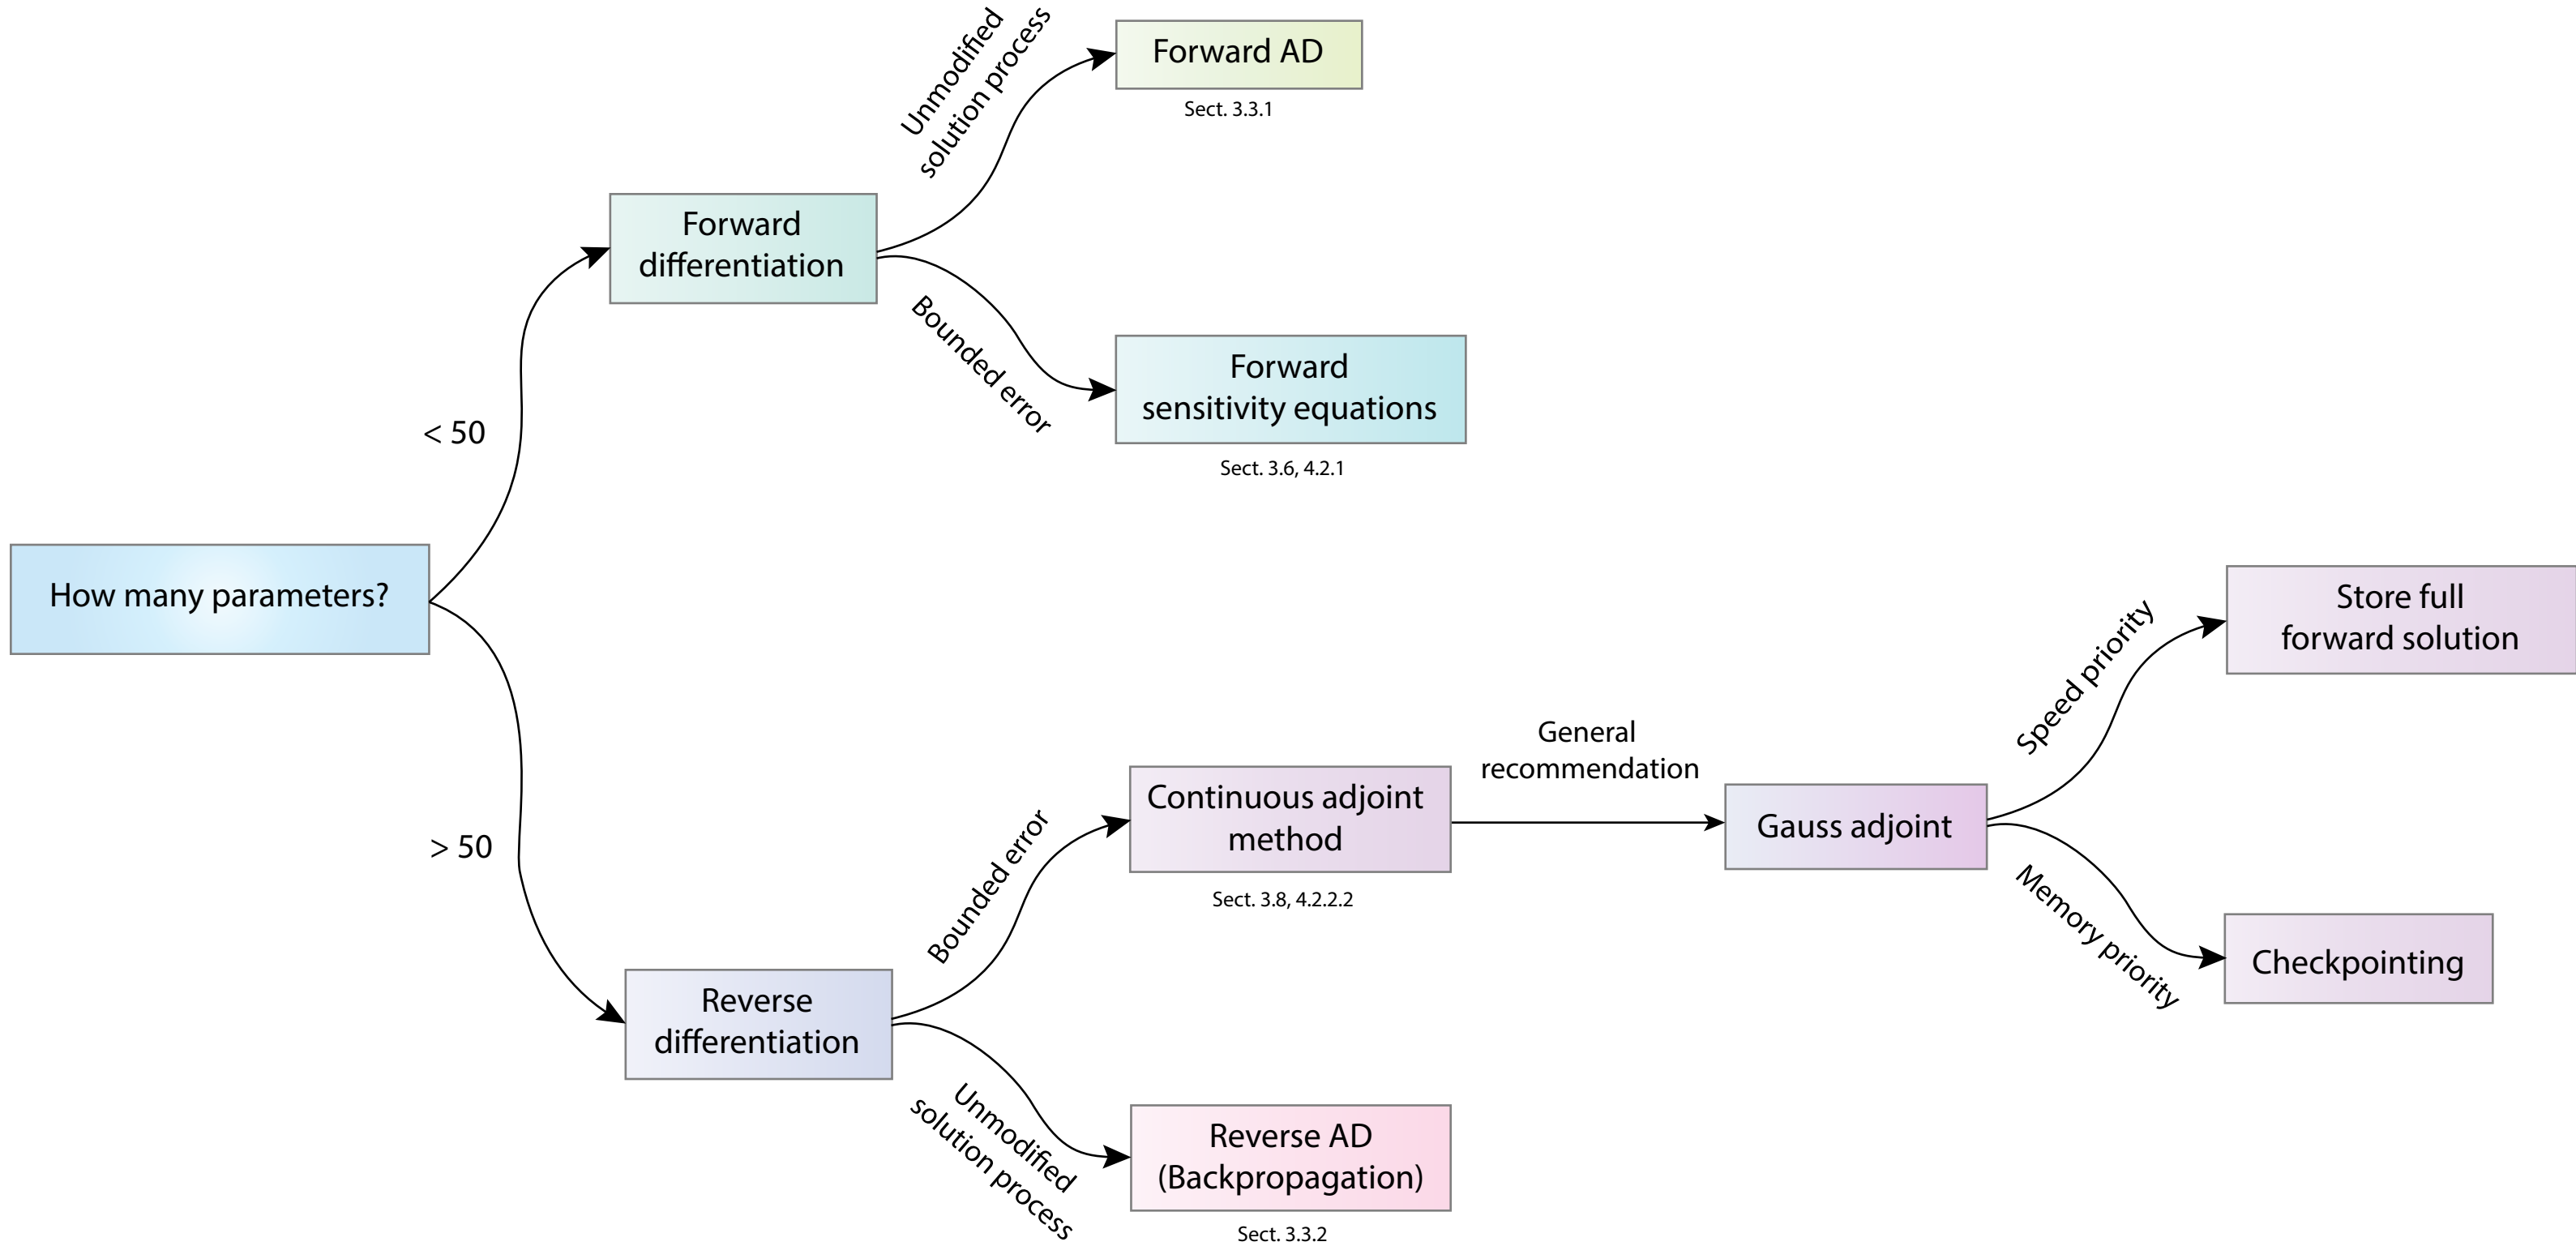 How many parameters?
< 50
> 50
Forward
differentiation
Unmodified
solution process
Forward AD
Sect. 3.3.1
Bounded error
Forward
sensitivity equations
Sect. 3.6, 4.2.1
Reverse
differentiation
Bounded error
Continuous adjoint
method
Sect. 3.8, 4.2.2.2
Unmodified
solution process
Reverse AD
(Backpropagation)
Sect. 3.3.2
General
recommendation
Gauss adjoint
Speed priority
Store full
forward solution
Memory priority
Checkpointing